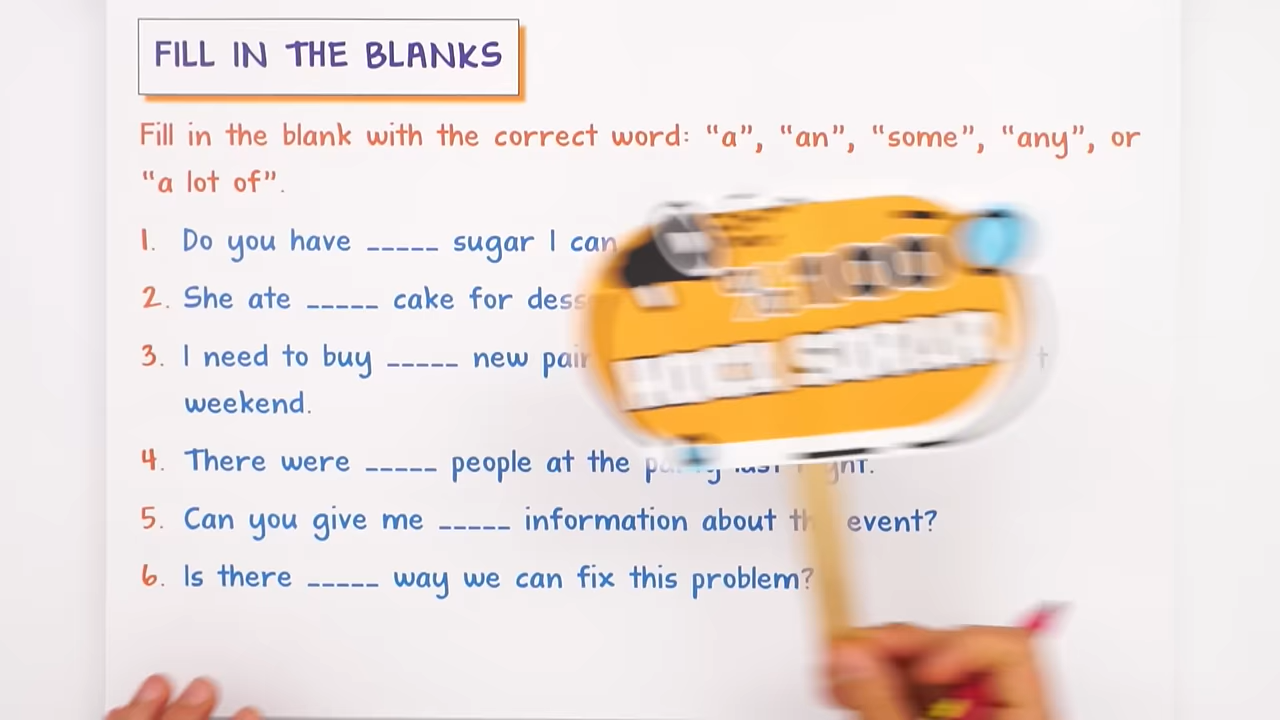 FILL IN THE BLANKS
Fill in the blank with the correct word: “a”, “an”, “some”, “any”, or
“a lot of”.
1. Do you have _____ sugar I can
2. She ate _____ cake for
3. I need to buy _____ new
weekend.
4. There were _____ people at the
5. Can you give me _____ information about event?
6. Is there _____ way we can fix this problem?